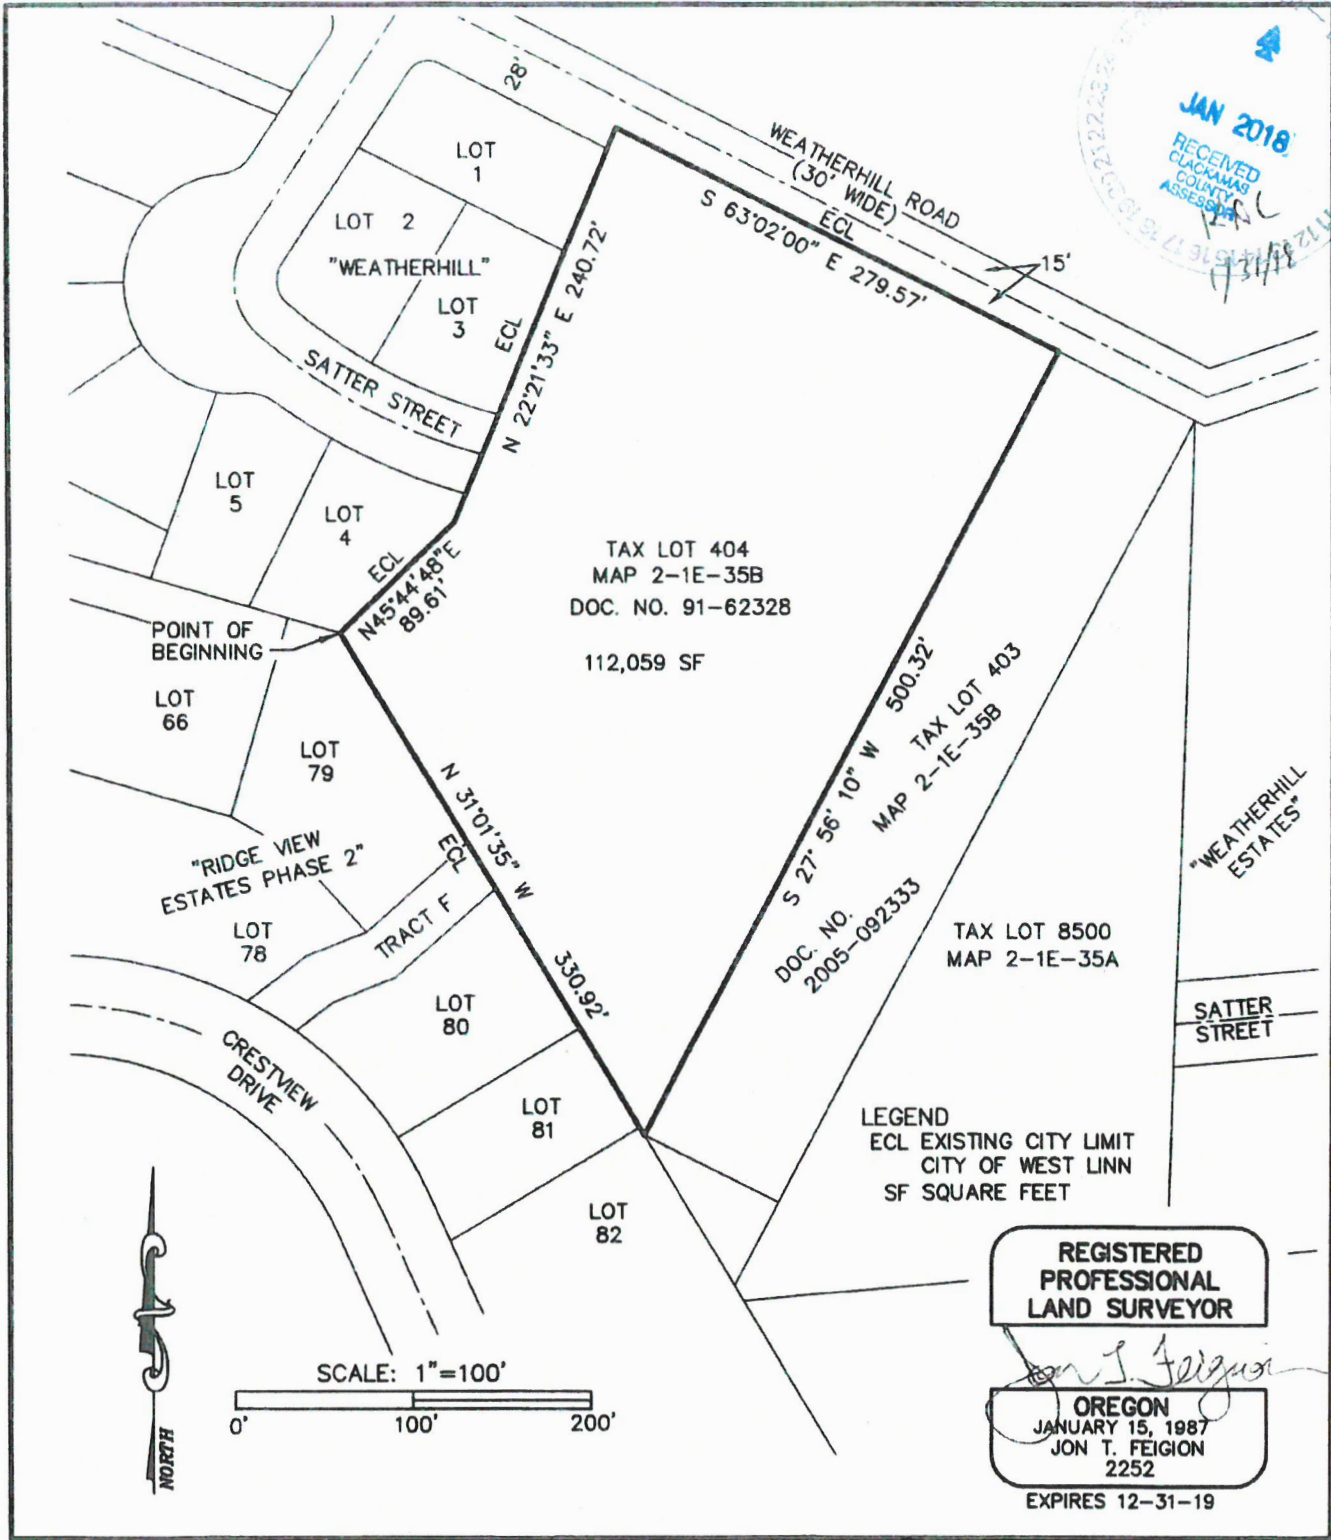 JAN 2018
RECEIVED
CLACKAMAS
COUNTY
ASSESSOR
1/31/18
28'
WEATHERHILL ROAD
(30' WIDE)
ECL
S 63°02'00" E 279.57'
15'
LOT
1
LOT 2
"WEATHERHILL"
LOT
3
ECL
N 22°21'33" E 240.72'
SATTER STREET
LOT
5
LOT
4
ECL
N45°44'48"E
89.61'
TAX LOT 404
MAP 2-1E-35B
DOC. NO. 91-62328
112,059 SF
POINT OF
BEGINNING
LOT
66
LOT
79
S 27° 56' 10" W 500.32'
TAX LOT 403
MAP 2-1E-35B
DOC. NO.
2005-092333
N 31°01'35" W 330.92'
ECL
"RIDGE VIEW
ESTATES PHASE 2"
TRACT F
LOT
78
LOT
80
"WEATHERHILL
ESTATES"
TAX LOT 8500
MAP 2-1E-35A
SATTER
STREET
CRESTVIEW
DRIVE
LOT
81
LOT
82
LEGEND
ECL EXISTING CITY LIMIT
CITY OF WEST LINN
SF SQUARE FEET
NORTH
SCALE: 1"=100'
0' 100' 200'
REGISTERED
PROFESSIONAL
LAND SURVEYOR
Jon T. Feigion
OREGON
JANUARY 15, 1987
JON T. FEIGION
2252
EXPIRES 12-31-19